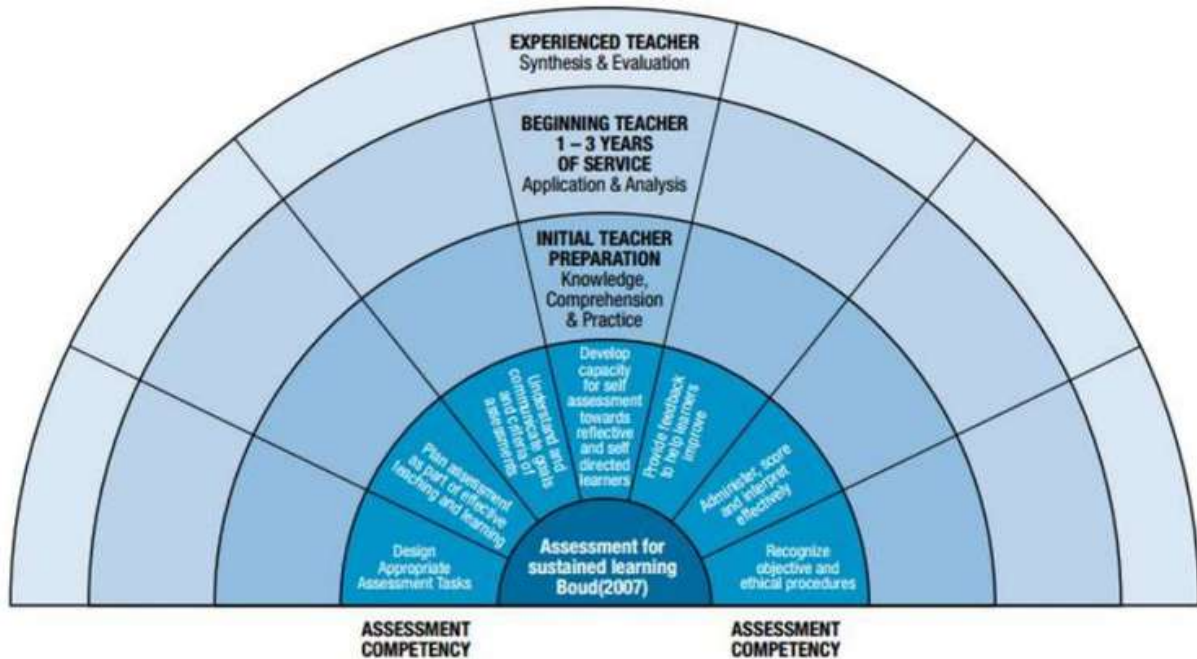 EXPERIENCED TEACHER
Synthesis & Evaluation
BEGINNING TEACHER
1 – 3 YEARS
OF SERVICE
Application & Analysis
INITIAL TEACHER
PREPARATION
Knowledge,
Comprehension
& Practice
Design
Appropriate
Assessment Tasks
Plan assessment
as part of effective
teaching and learning
Understand and
communicate goals
and criteria of
assessments
Develop
capacity for self
assessment
towards
reflective
and self
directed
learners
Provide feedback
to help learners
improve
Administer, score
and interpret
effectively
Recognize
objective and
ethical procedures
Assessment for
sustained learning
Boud(2007)
ASSESSMENT
COMPETENCY
ASSESSMENT
COMPETENCY